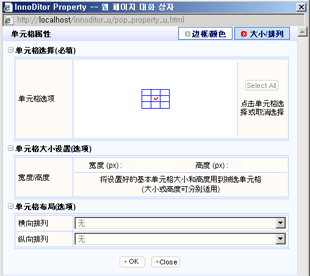 InnoDitor Property -- 웹 페이지 대화 상자
http://localhost/innoditor_u/pop_property_u.html
单元格属性
边框/颜色
大小/排列
单元格选择(必填)
单元格选项
Select All
点击单元格选
择或取消选择
单元格大小设置(选项)
宽度 (px) :
高度 (px) :
宽度/高度
将设置好的基本单元格大小和高度用到所选单元格
(大小或高度可分别适用)
单元格布局(选项)
横向排列
无
纵向排列
无
OK
Close